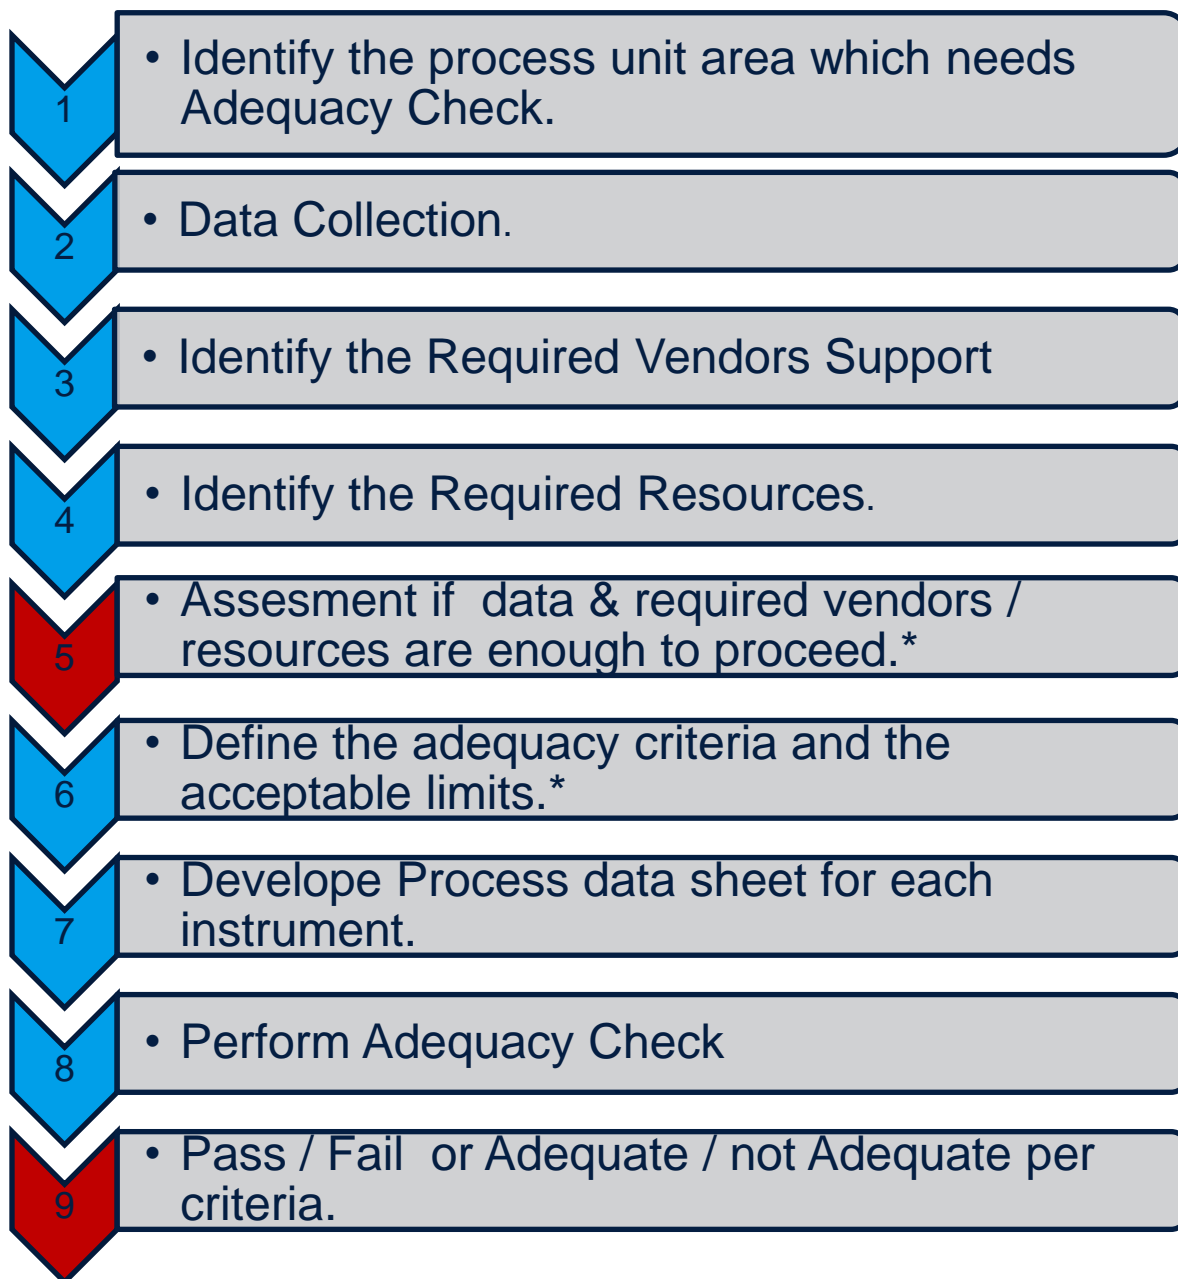 1
• Identify the process unit area which needs
Adequacy Check.
2
• Data Collection.
3
• Identify the Required Vendors Support
4
• Identify the Required Resources.
5
• Assesment if  data & required vendors /
resources are enough to proceed.*
6
• Define the adequacy criteria and the
acceptable limits.*
7
• Develope Process data sheet for each
instrument.
8
• Perform Adequacy Check
9
• Pass / Fail  or Adequate / not Adequate per
criteria.